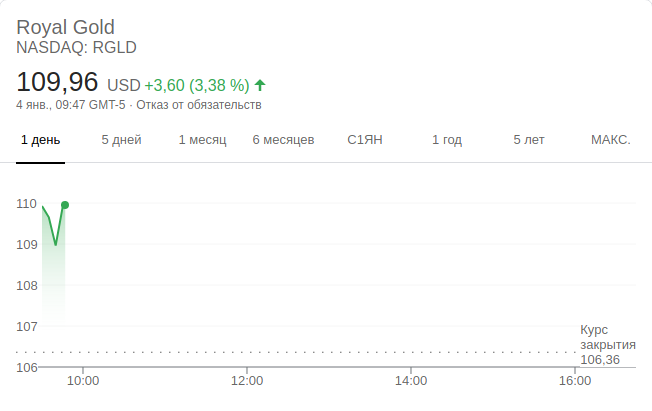 Royal Gold
NASDAQ: RGLD
109,96 USD +3,60 (3,38 %)
4 янв., 09:47 GMT-5 · Отказ от обязательств
1 день 5 дней 1 месяц 6 месяцев С1ЯН 1 год 5 лет МАКС.
110
109
108
107
106
Курс
закрытия
106,36
10:00 12:00 14:00 16:00